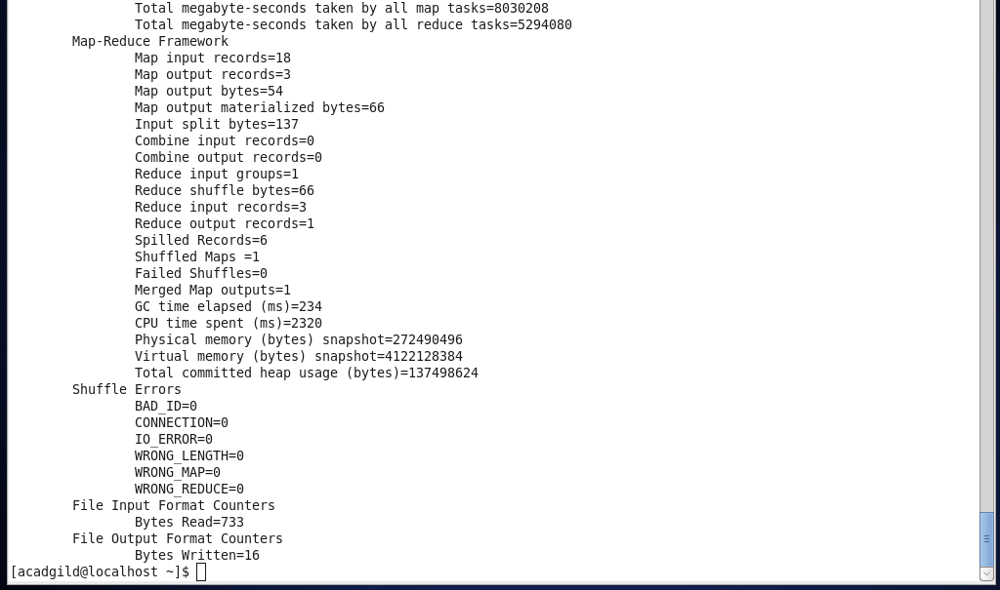 Total megabyte-seconds taken by all map tasks=8030208
Total megabyte-seconds taken by all reduce tasks=5294080
Map-Reduce Framework
Map input records=18
Map output records=3
Map output bytes=54
Map output materialized bytes=66
Input split bytes=137
Combine input records=0
Combine output records=0
Reduce input groups=1
Reduce shuffle bytes=66
Reduce input records=3
Reduce output records=1
Spilled Records=6
Shuffled Maps =1
Failed Shuffles=0
Merged Map outputs=1
GC time elapsed (ms)=234
CPU time spent (ms)=2320
Physical memory (bytes) snapshot=272490496
Virtual memory (bytes) snapshot=4122128384
Total committed heap usage (bytes)=137498624
Shuffle Errors
BAD_ID=0
CONNECTION=0
IO_ERROR=0
WRONG_LENGTH=0
WRONG_MAP=0
WRONG_REDUCE=0
File Input Format Counters
Bytes Read=733
File Output Format Counters
Bytes Written=16
[acadgild@localhost ~]$